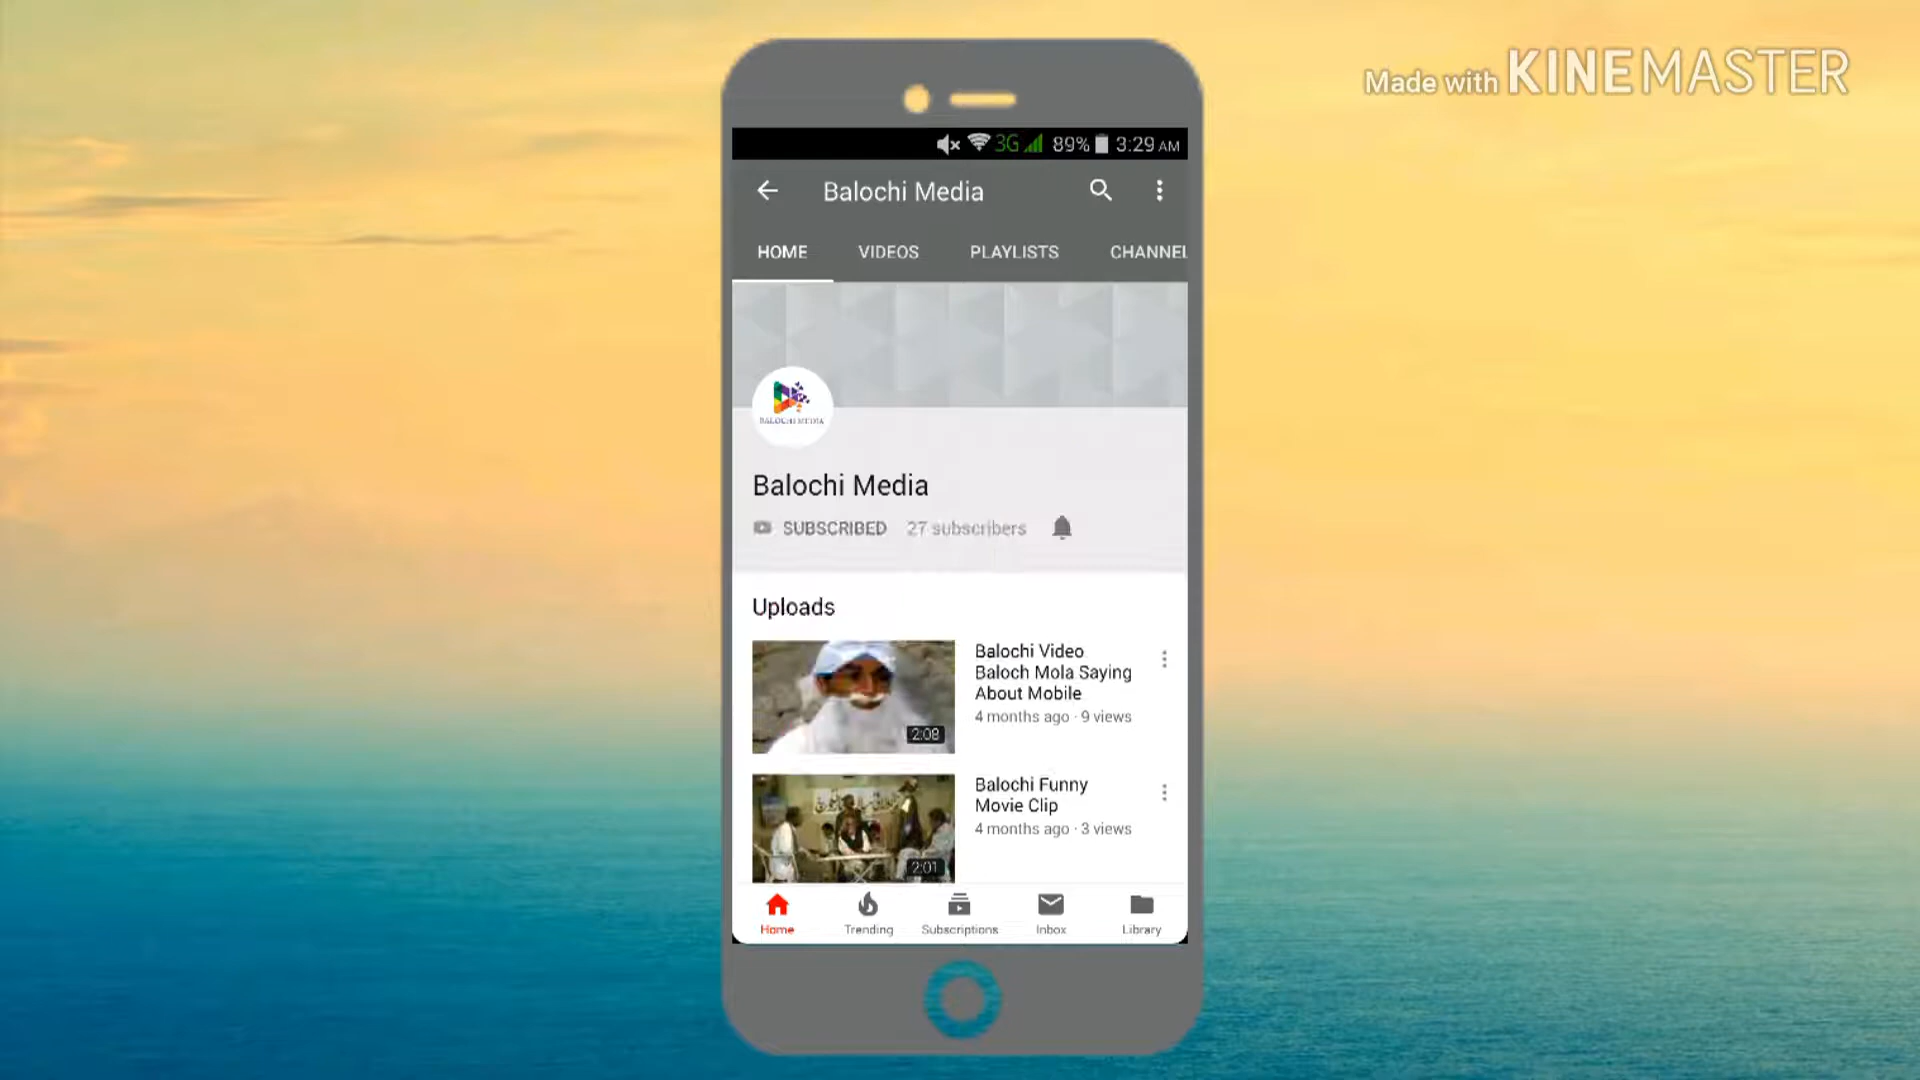 Made with KINEMASTER
3G 89% 3:29 AM
Balochi Media
HOME VIDEOS PLAYLISTS CHANNEL
BALOCHI MEDIA
Balochi Media
SUBSCRIBED 27 subscribers
Uploads
Balochi Video
Baloch Mola Saying
About Mobile
4 months ago · 9 views
2:08
Balochi Funny
Movie Clip
4 months ago · 3 views
2:01
Home Trending Subscriptions Inbox Library